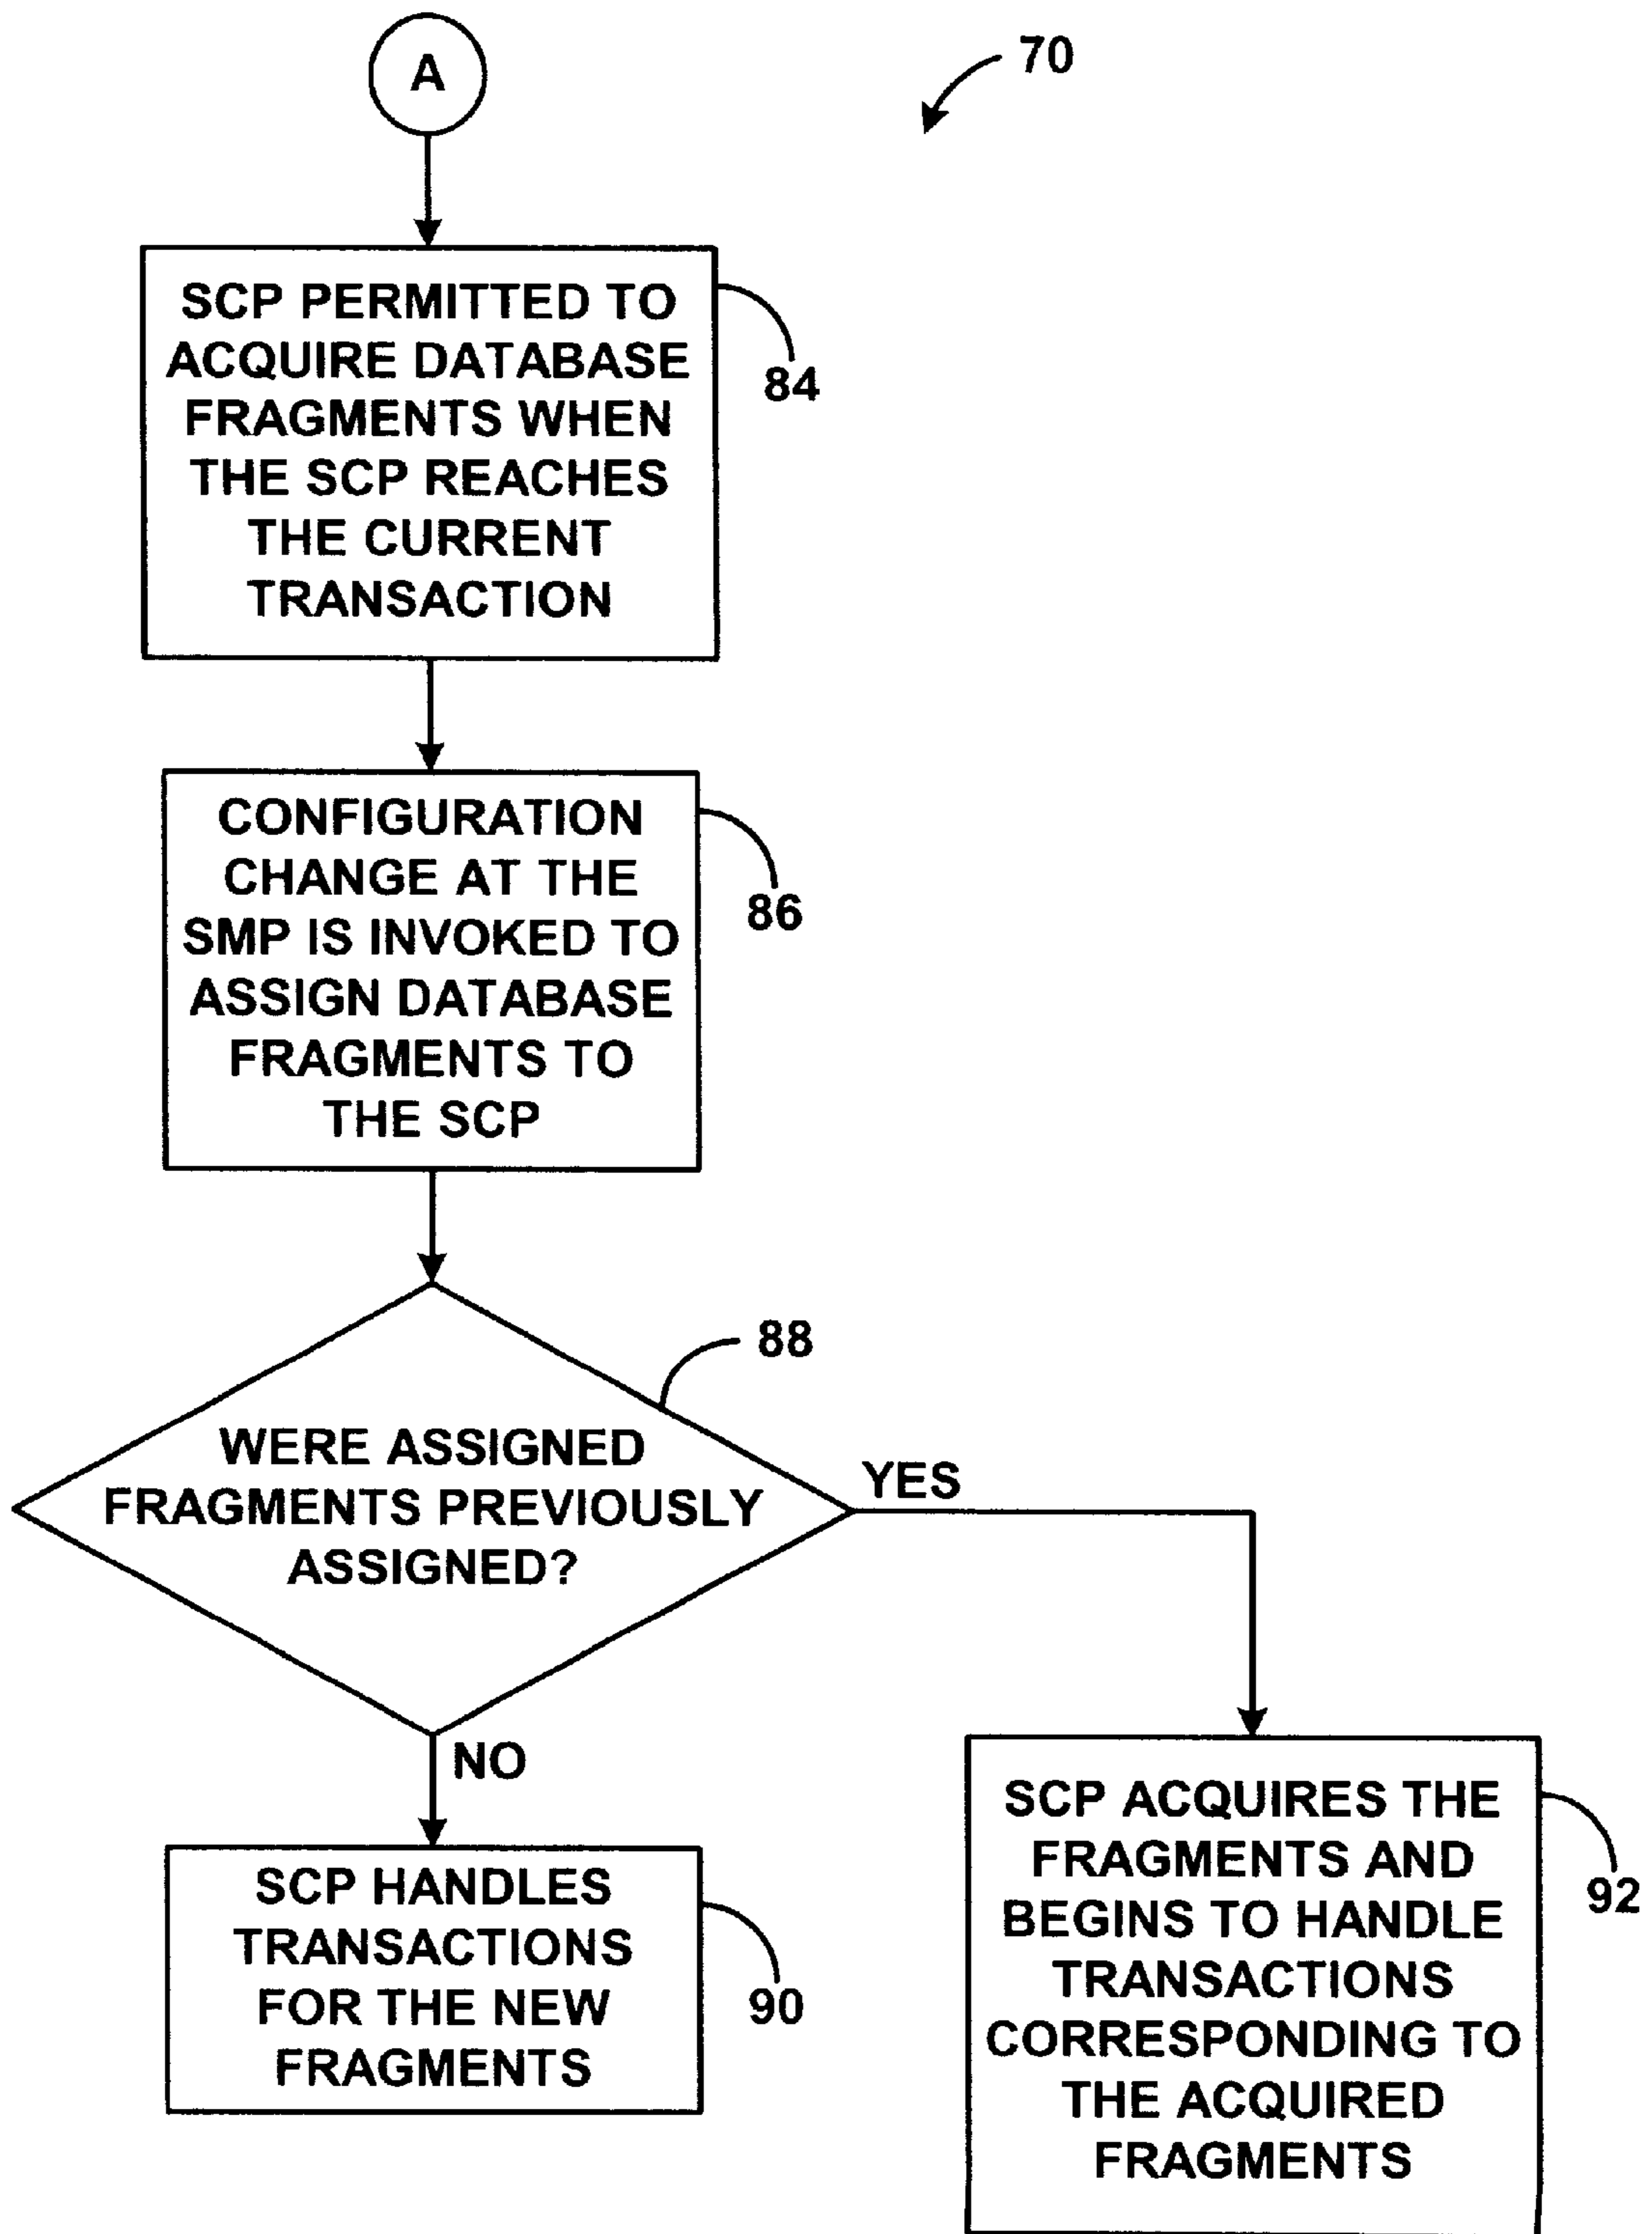 A
70
SCP PERMITTED TO
ACQUIRE DATABASE
FRAGMENTS WHEN
THE SCP REACHES
THE CURRENT
TRANSACTION
84
CONFIGURATION
CHANGE AT THE
SMP IS INVOKED TO
ASSIGN DATABASE
FRAGMENTS TO
THE SCP
86
88
WERE ASSIGNED
FRAGMENTS PREVIOUSLY
ASSIGNED?
YES
NO
SCP HANDLES
TRANSACTIONS
FOR THE NEW
FRAGMENTS
90
SCP ACQUIRES THE
FRAGMENTS AND
BEGINS TO HANDLE
TRANSACTIONS
CORRESPONDING TO
THE ACQUIRED
FRAGMENTS
92